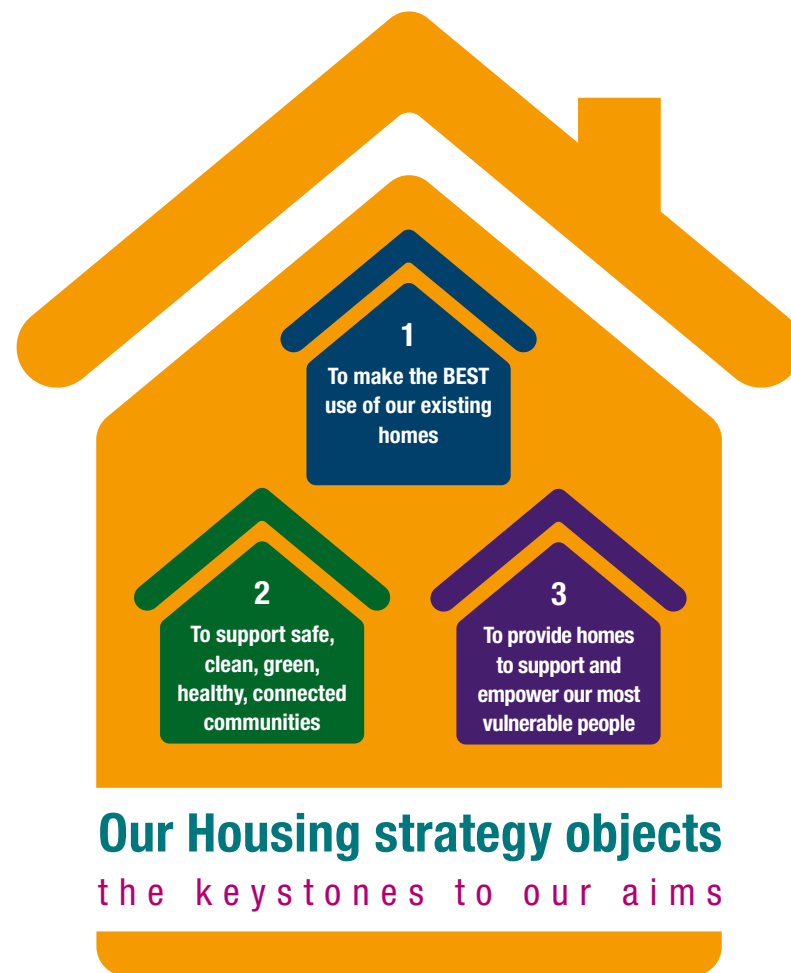 1
To make the BEST
use of our existing
homes
2
To support safe,
clean, green,
healthy, connected
communities
3
To provide homes
to support and
empower our most
vulnerable people
Our Housing strategy objects
the keystones to our aims